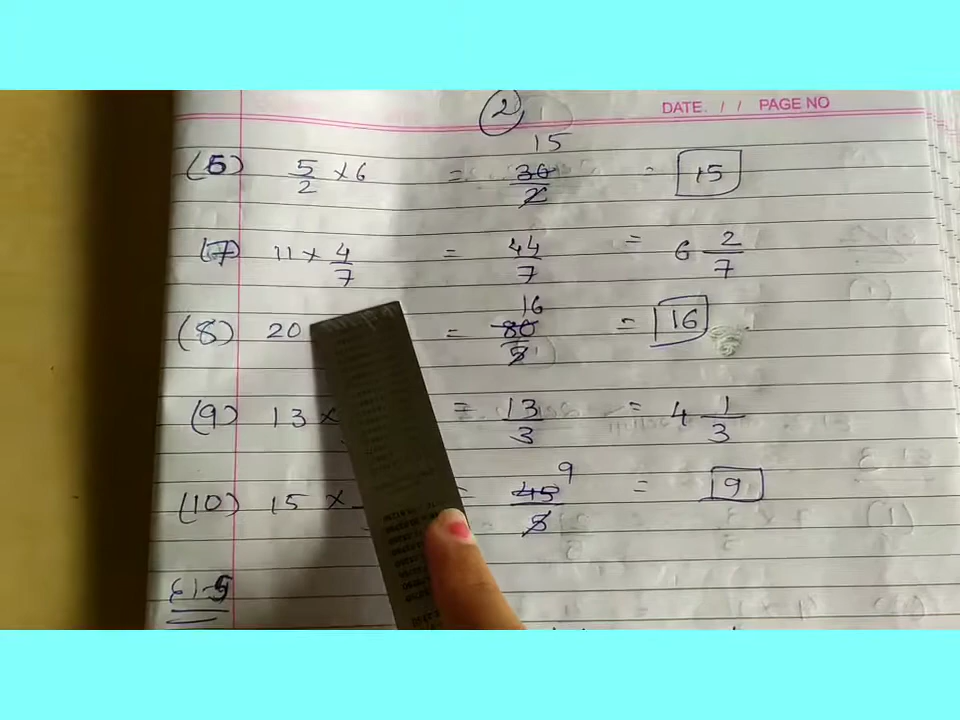 2
DATE. / / PAGE NO
(6) 5/2 × 6 = 30/2 15 = 15
(7) 11 × 4/7 = 44/7 = 6 2/7
(8) 20 = 80/5 16 = 16
(9) 13 × = 13/3 = 4 1/3
(10) 15 × = 45/5 9 = 9